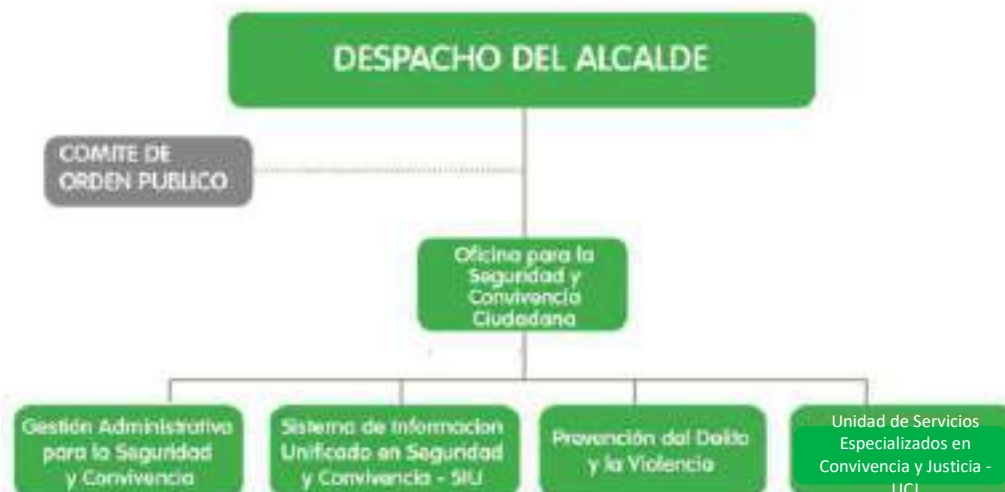 DESPACHO DEL ALCALDE
COMITE DE
ORDEN PUBLICO
Oficina para la
Seguridad y
Convivencia
Ciudadana
Gestión Administrativa
para la Seguridad
y Convivencia
Sistema de Informacion
Unificado en Seguridad
y Convivencia - SIU
Prevención del Delito
y la Violencia
Unidad de Servicios
Especializados en
Convivencia y Justicia -
UCJ